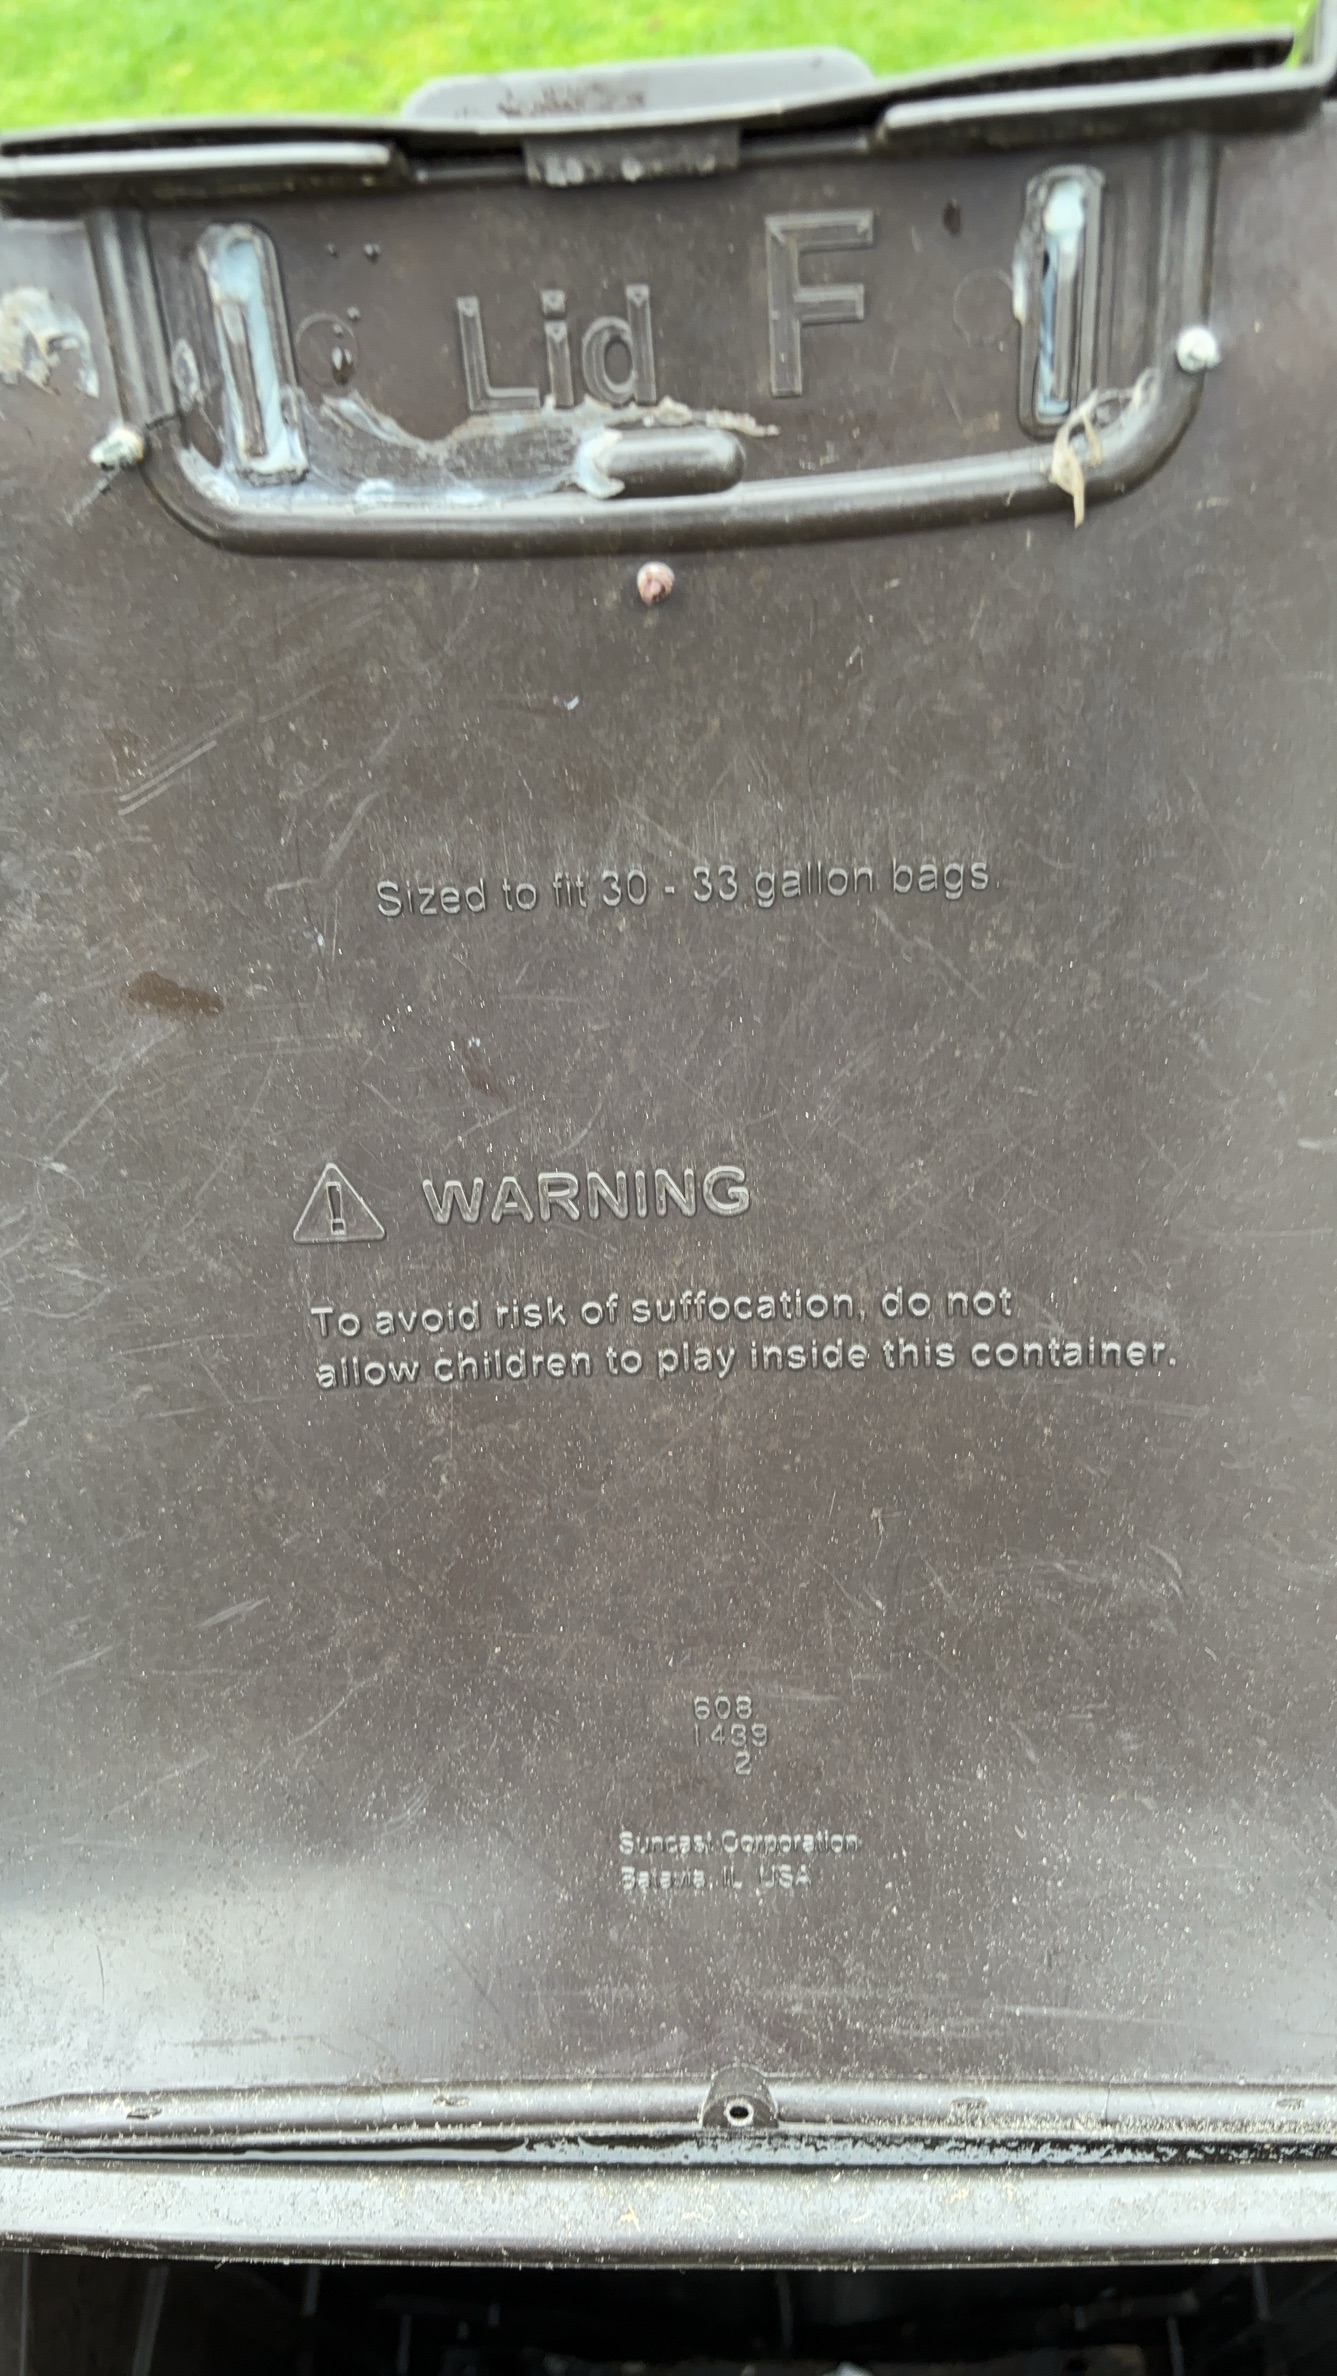 Lid F
Sized to fit 30 - 33 gallon bags.
WARNING
To avoid risk of suffocation, do not
allow children to play inside this container.
608
1439
2
Suncast Corporation
Batavia, IL USA